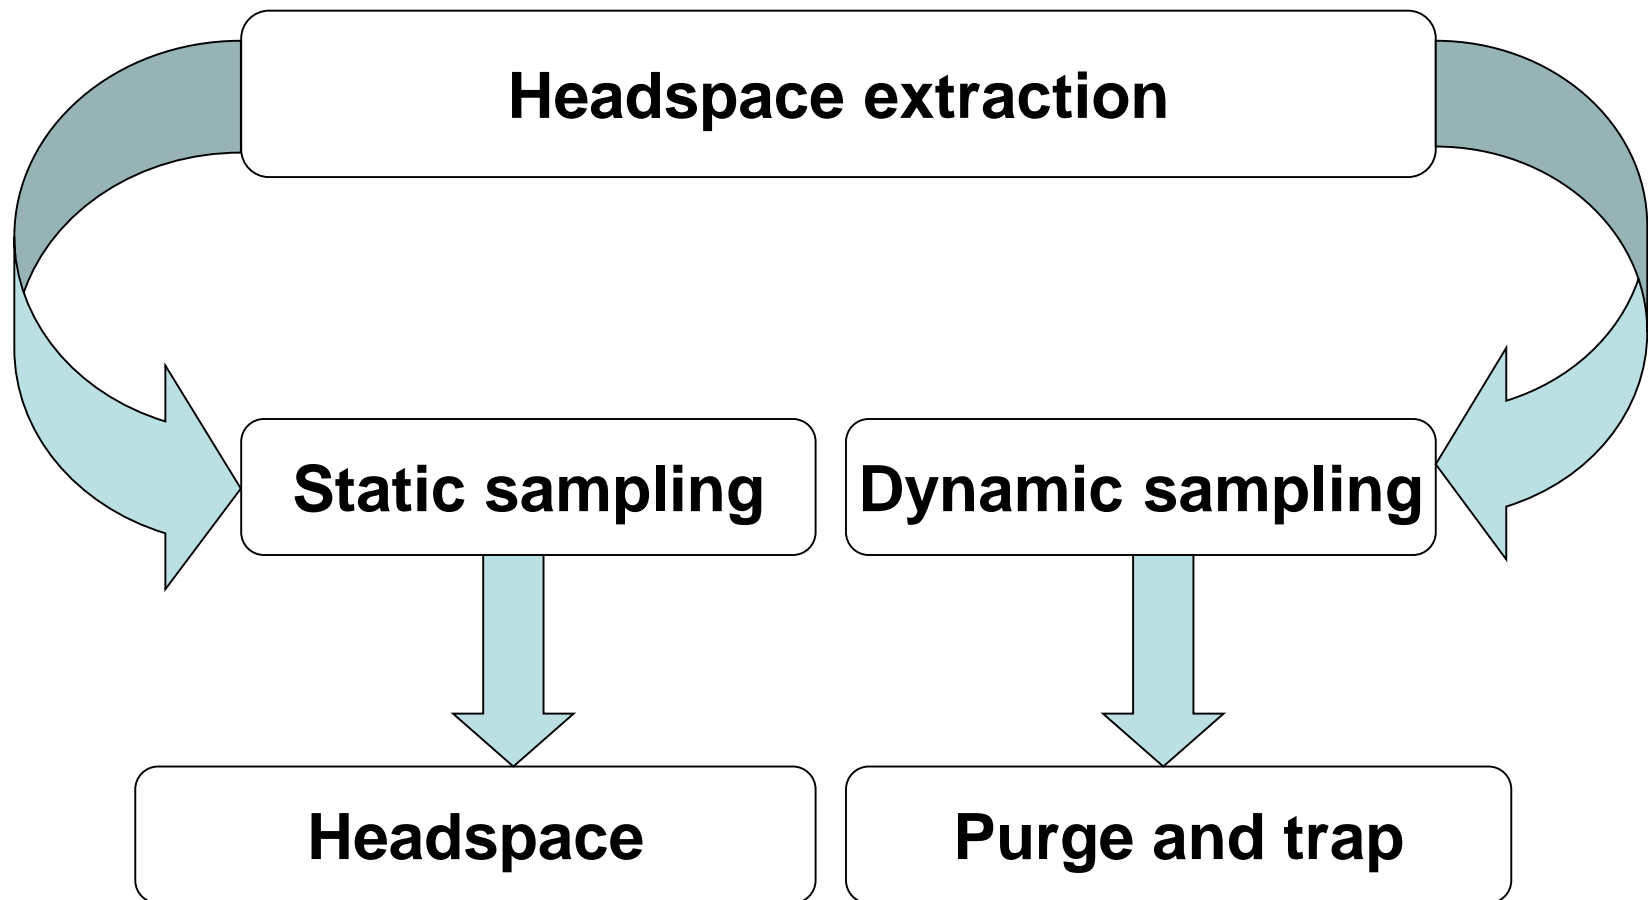 Headspace extraction
Static sampling
Dynamic sampling
Headspace
Purge and trap